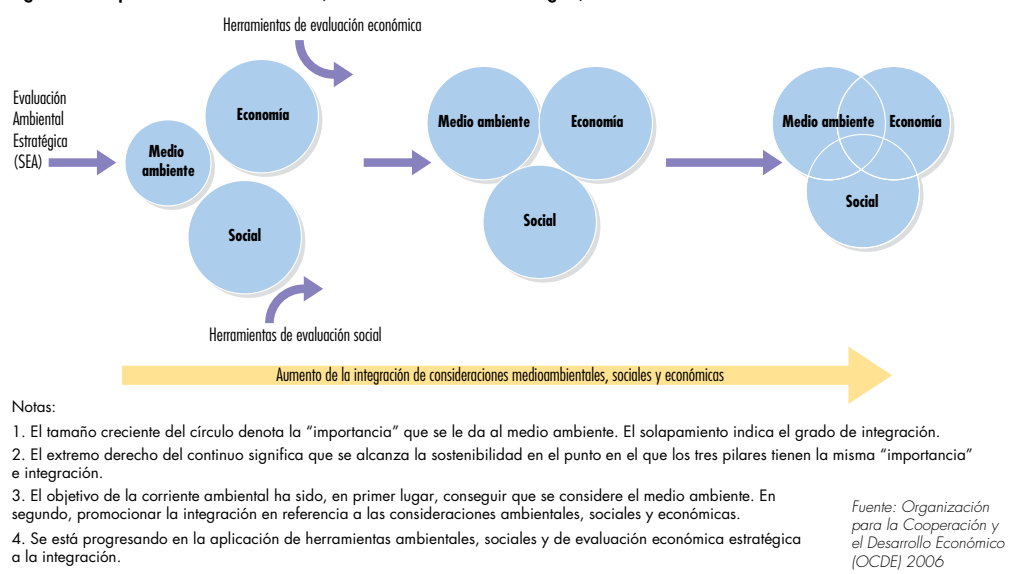 Herramientas de evaluación económica
Evaluación
Ambiental
Estratégica
(SEA)
Economía
Medio
ambiente
Social
Herramientas de evaluación social
Medio ambiente
Economía
Social
Medio ambiente
Economía
Social
Aumento de la integración de consideraciones medioambientales, sociales y económicas
Notas:
1. El tamaño creciente del círculo denota la “importancia” que se le da al medio ambiente. El solapamiento indica el grado de integración.
2. El extremo derecho del continuo significa que se alcanza la sostenibilidad en el punto en el que los tres pilares tienen la misma “importancia”
e integración.
3. El objetivo de la corriente ambiental ha sido, en primer lugar, conseguir que se considere el medio ambiente. En
segundo, promocionar la integración en referencia a las consideraciones ambientales, sociales y económicas.
4. Se está progresando en la aplicación de herramientas ambientales, sociales y de evaluación económica estratégica
a la integración.
Fuente: Organización
para la Cooperación y
el Desarrollo Económico
(OCDE) 2006